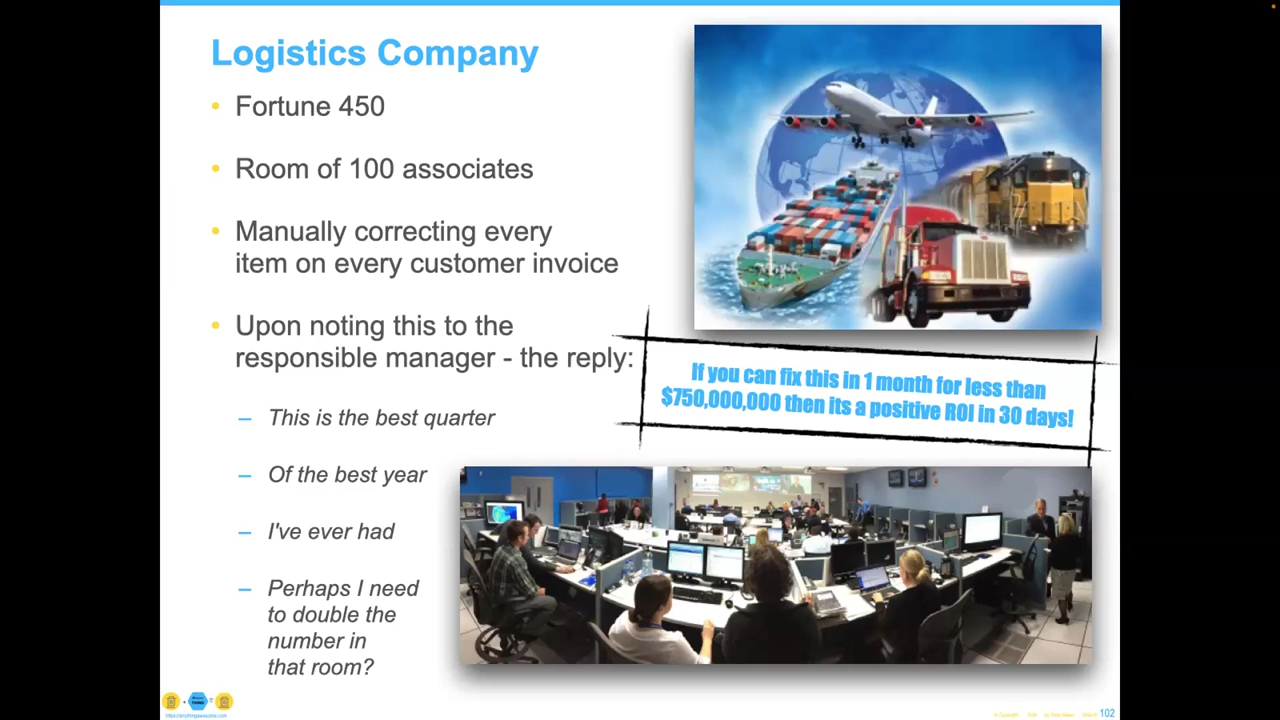 Logistics Company
• Fortune 450
• Room of 100 associates
• Manually correcting every
item on every customer invoice
• Upon noting this to the
responsible manager - the reply:
– This is the best quarter
– Of the best year
– I've ever had
– Perhaps I need
to double the
number in
that room?
If you can fix this in 1 month for less than
$750,000,000 then its a positive ROI in 30 days!
https://anythingawesome.com
102